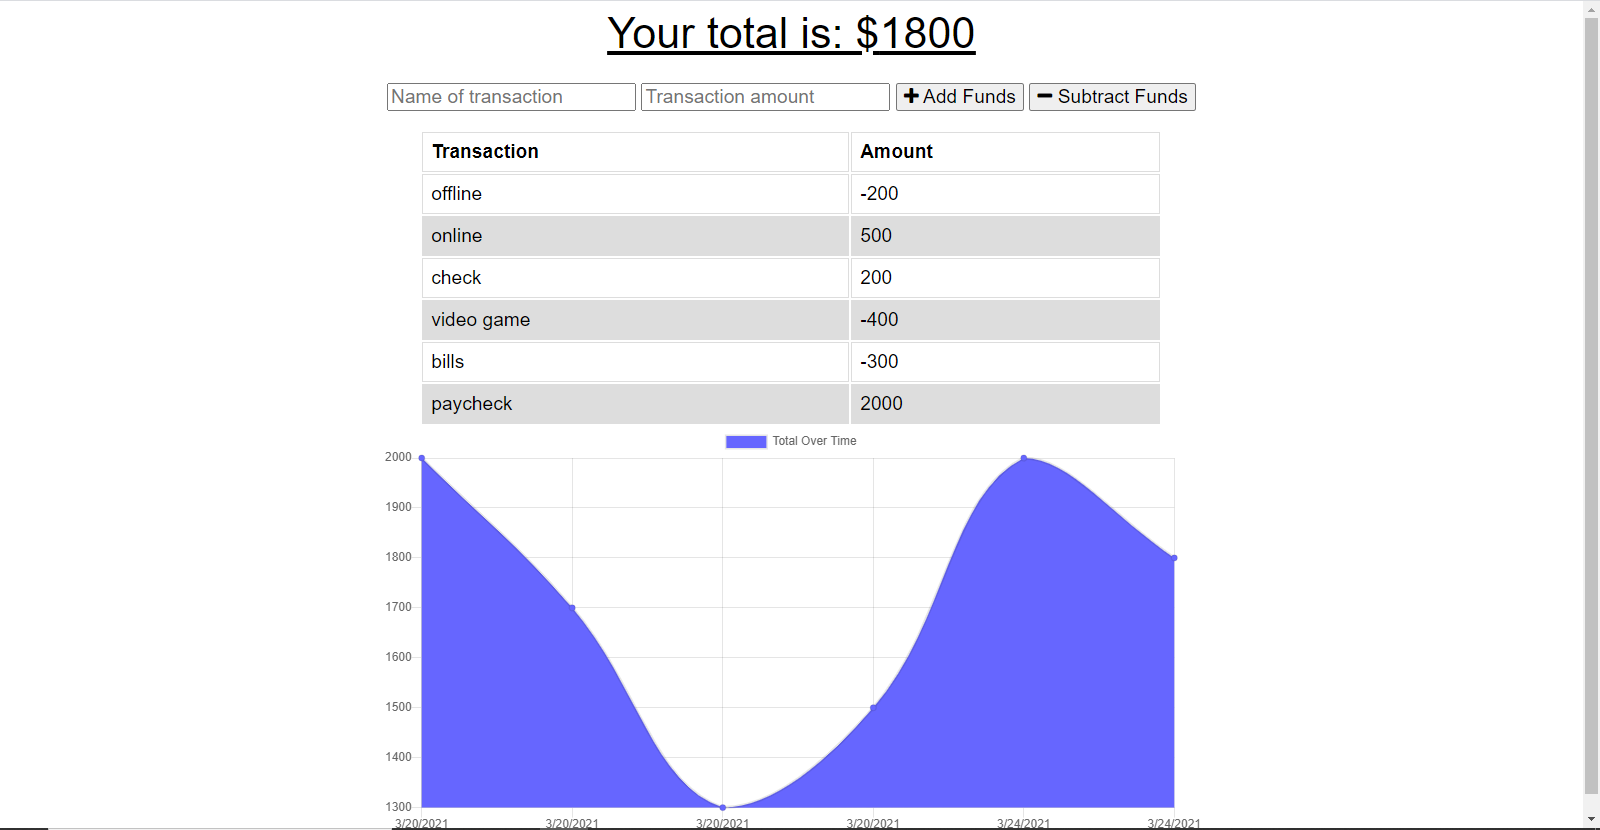 Your total is: $1800
Name of transaction Transaction amount Add Funds Subtract Funds
Transaction Amount
offline -200
online 500
check 200
video game -400
bills -300
paycheck 2000
Total Over Time
2000
1900
1800
1700
1600
1500
1400
1300
3/20/2021 3/20/2021 3/20/2021 3/20/2021 3/24/2021 3/24/2021